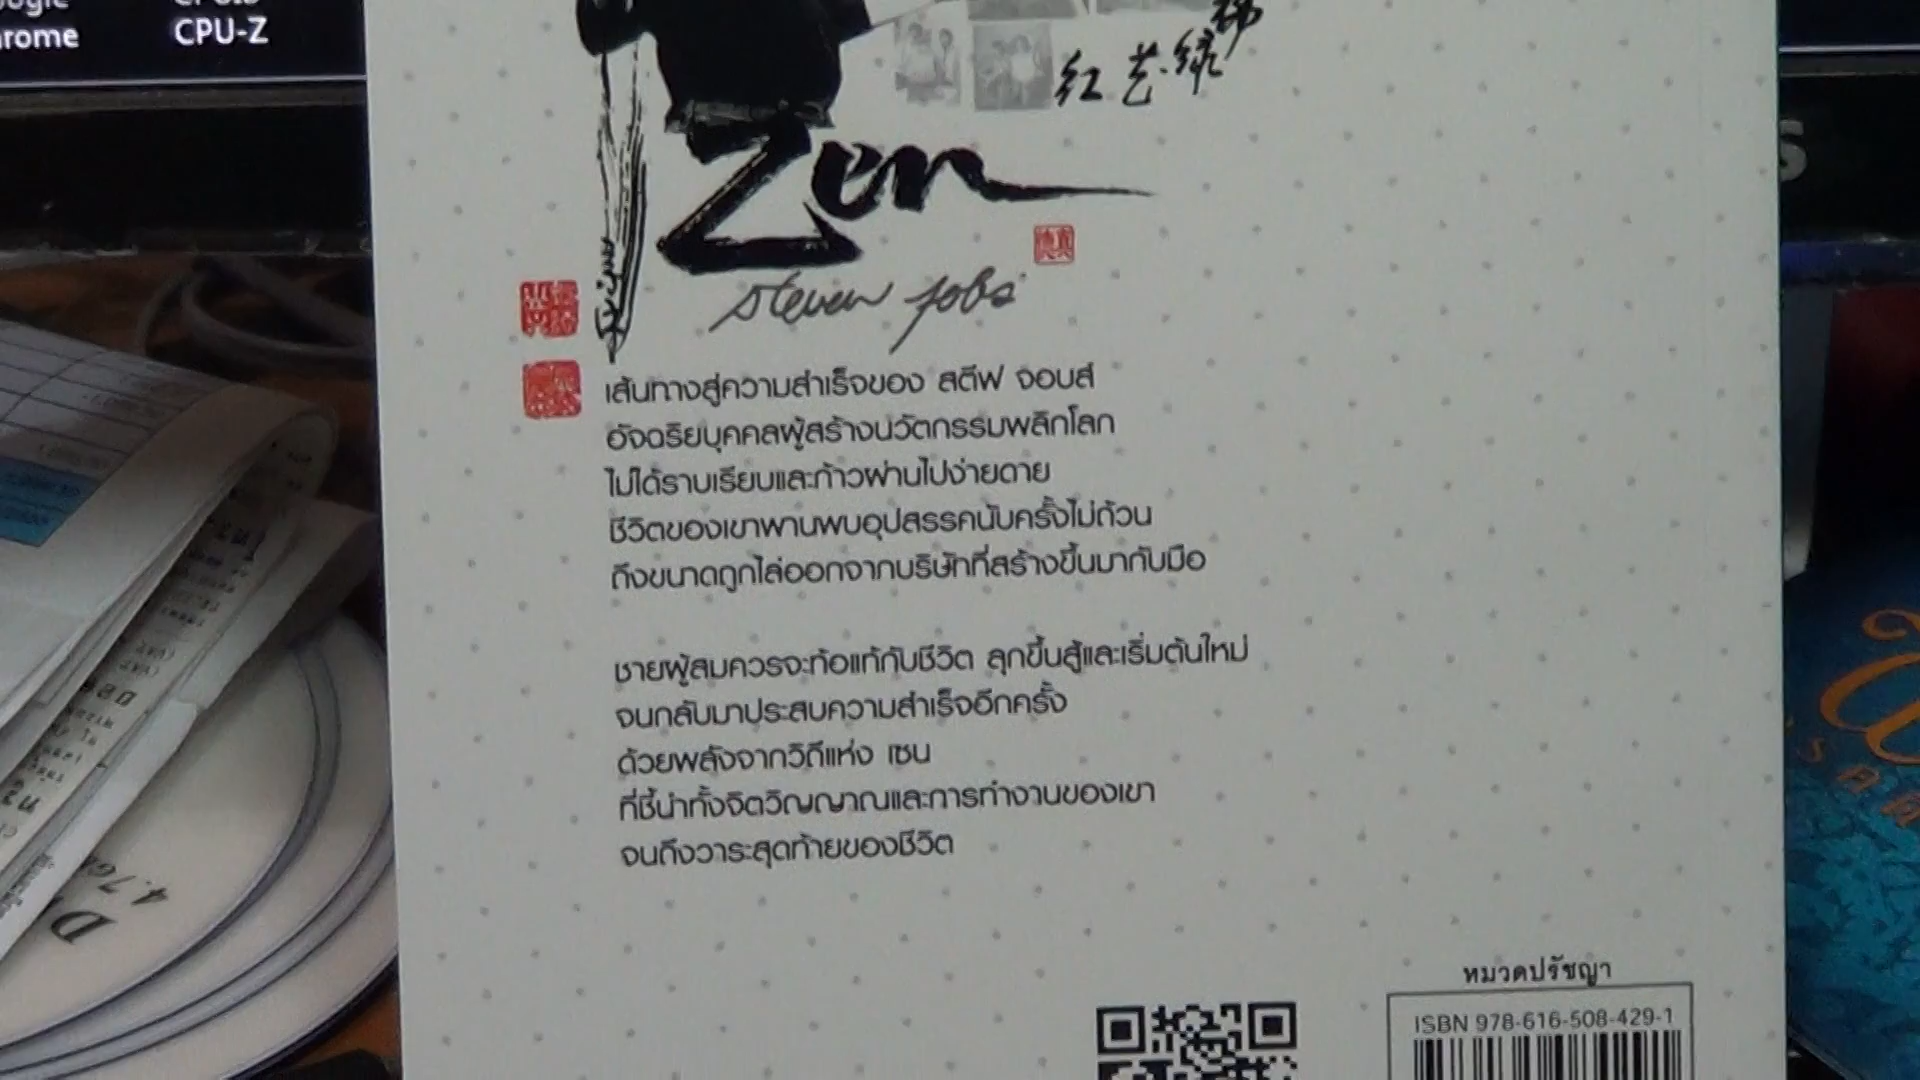 rome
CPU-Z
红艺缘
Zen
steven jobs
เส้นทางสู่ความสำเร็จของ สตีฟ จอบส์
อัจฉริยบุคคลผู้สร้างนวัตกรรมพลิกโลก
ไม่ได้ราบเรียบและก้าวผ่านไปง่ายดาย
ชีวิตของเขาพานพบอุปสรรคนับครั้งไม่ถ้วน
ถึงขนาดถูกไล่ออกจากบริษัทที่สร้างขึ้นมากับมือ
ชายผู้สมควรจะท้อแท้กับชีวิต ลุกขึ้นสู้และเริ่มต้นใหม่
จนกลับมาประสบความสำเร็จอีกครั้ง
ด้วยพลังจากวิถีแห่ง เซน
ที่ชี้นำทั้งจิตวิญญาณและการทำงานของเขา
จนถึงวาระสุดท้ายของชีวิต
หมวดปรัชญา
ISBN 978-616-508-429-1